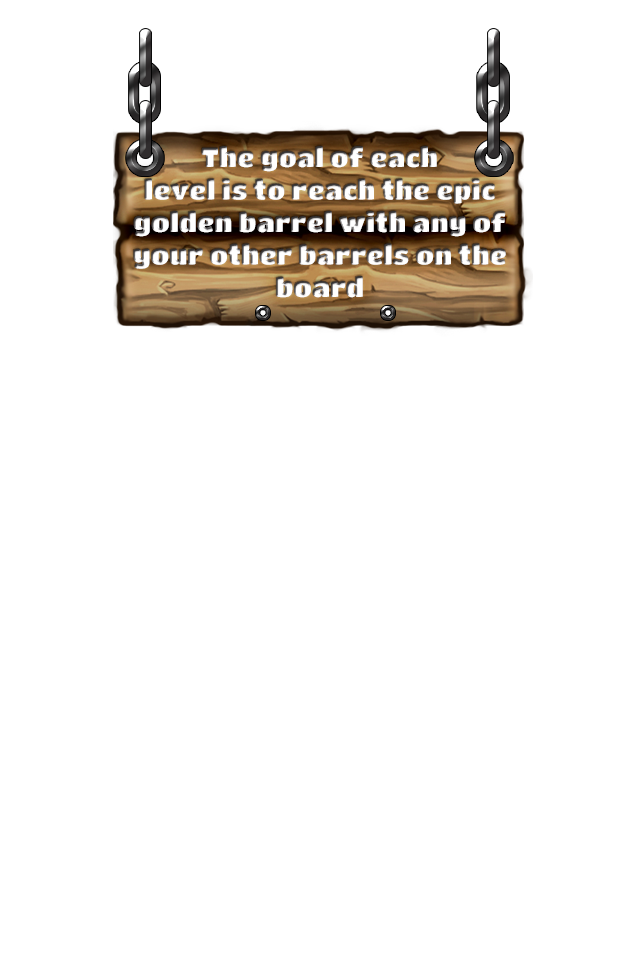 The goal of each
level is to reach the epic
golden barrel with any of
your other barrels on the
board